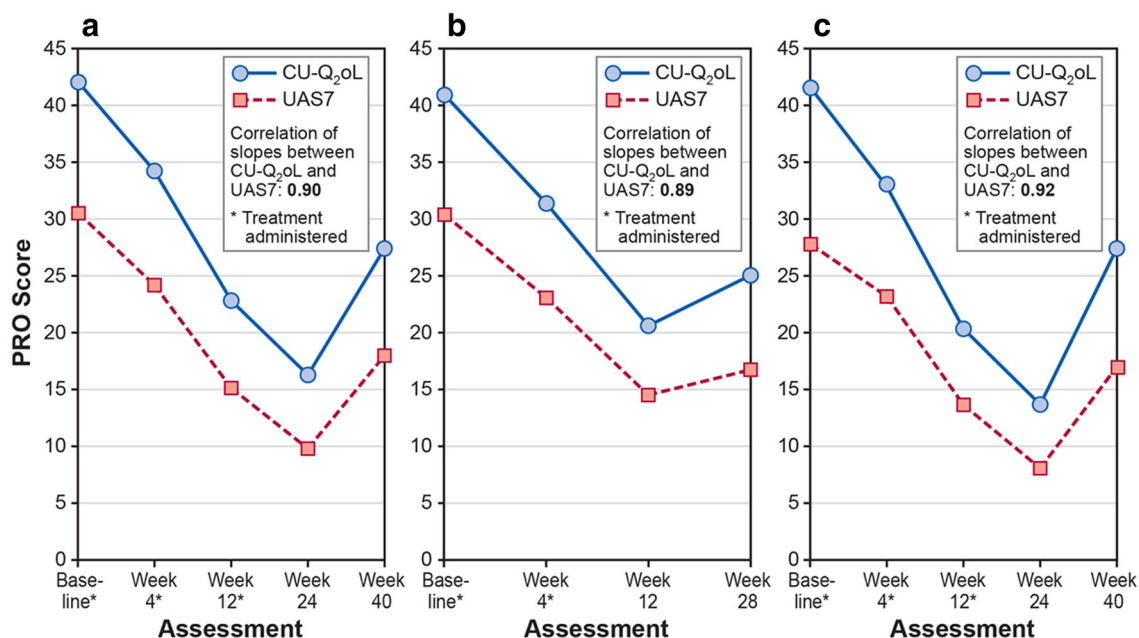 a
b
c
PRO Score
45
40
35
30
25
20
15
10
5
0
CU-Q₂oL
UAS7
Correlation of
slopes between
CU-Q₂oL and
UAS7: 0.90
* Treatment
administered
Base-
line*
Week
4*
Week
12*
Week
24
Week
40
Assessment
45
40
35
30
25
20
15
10
5
0
CU-Q₂oL
UAS7
Correlation of
slopes between
CU-Q₂oL and
UAS7: 0.89
* Treatment
administered
Base-
line*
Week
4*
Week
12
Week
28
Assessment
45
40
35
30
25
20
15
10
5
0
CU-Q₂oL
UAS7
Correlation of
slopes between
CU-Q₂oL and
UAS7: 0.92
* Treatment
administered
Base-
line*
Week
4*
Week
12*
Week
24
Week
40
Assessment